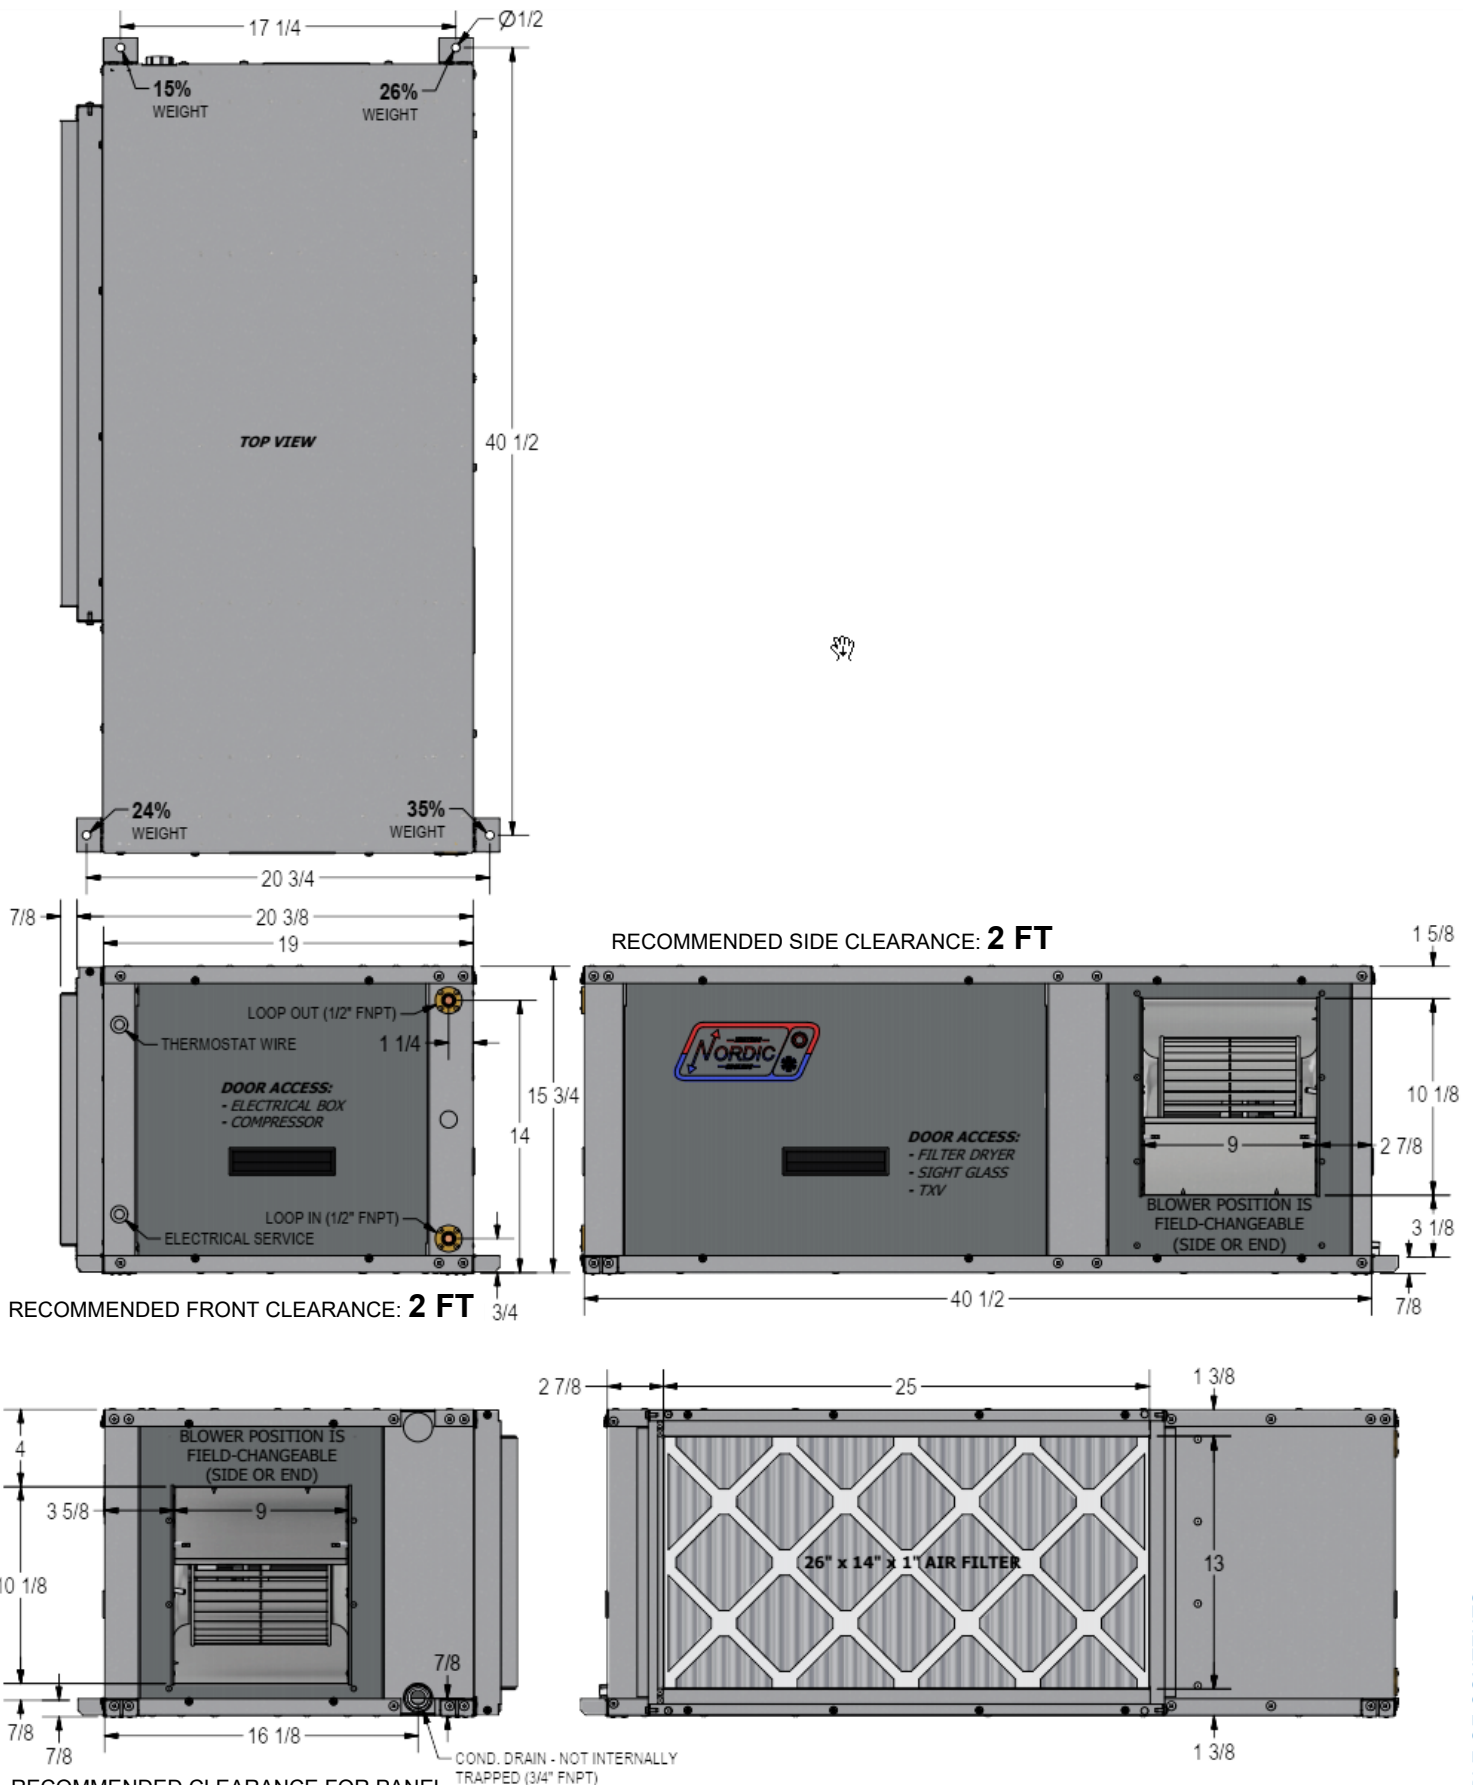 17 1/4
Ø1/2
15%
WEIGHT
26%
WEIGHT
TOP VIEW
40 1/2
24%
WEIGHT
35%
WEIGHT
20 3/4
7/8
20 3/8
19
RECOMMENDED SIDE CLEARANCE: 2 FT
1 5/8
LOOP OUT (1/2" FNPT)
THERMOSTAT WIRE
1 1/4
DOOR ACCESS:
- ELECTRICAL BOX
- COMPRESSOR
15 3/4
14
LOOP IN (1/2" FNPT)
ELECTRICAL SERVICE
NORDIC
DOOR ACCESS:
- FILTER DRYER
- SIGHT GLASS
- TXV
10 1/8
9
2 7/8
BLOWER POSITION IS
FIELD-CHANGEABLE
(SIDE OR END)
3 1/8
RECOMMENDED FRONT CLEARANCE: 2 FT
3/4
40 1/2
7/8
2 7/8
25
1 3/8
BLOWER POSITION IS
FIELD-CHANGEABLE
(SIDE OR END)
4
3 5/8
9
10 1/8
7/8
7/8
7/8
16 1/8
COND. DRAIN - NOT INTERNALLY
TRAPPED (3/4" FNPT)
26" x 14" x 1" AIR FILTER
13
1 3/8
RECOMMENDED CLEARANCE FOR PANEL